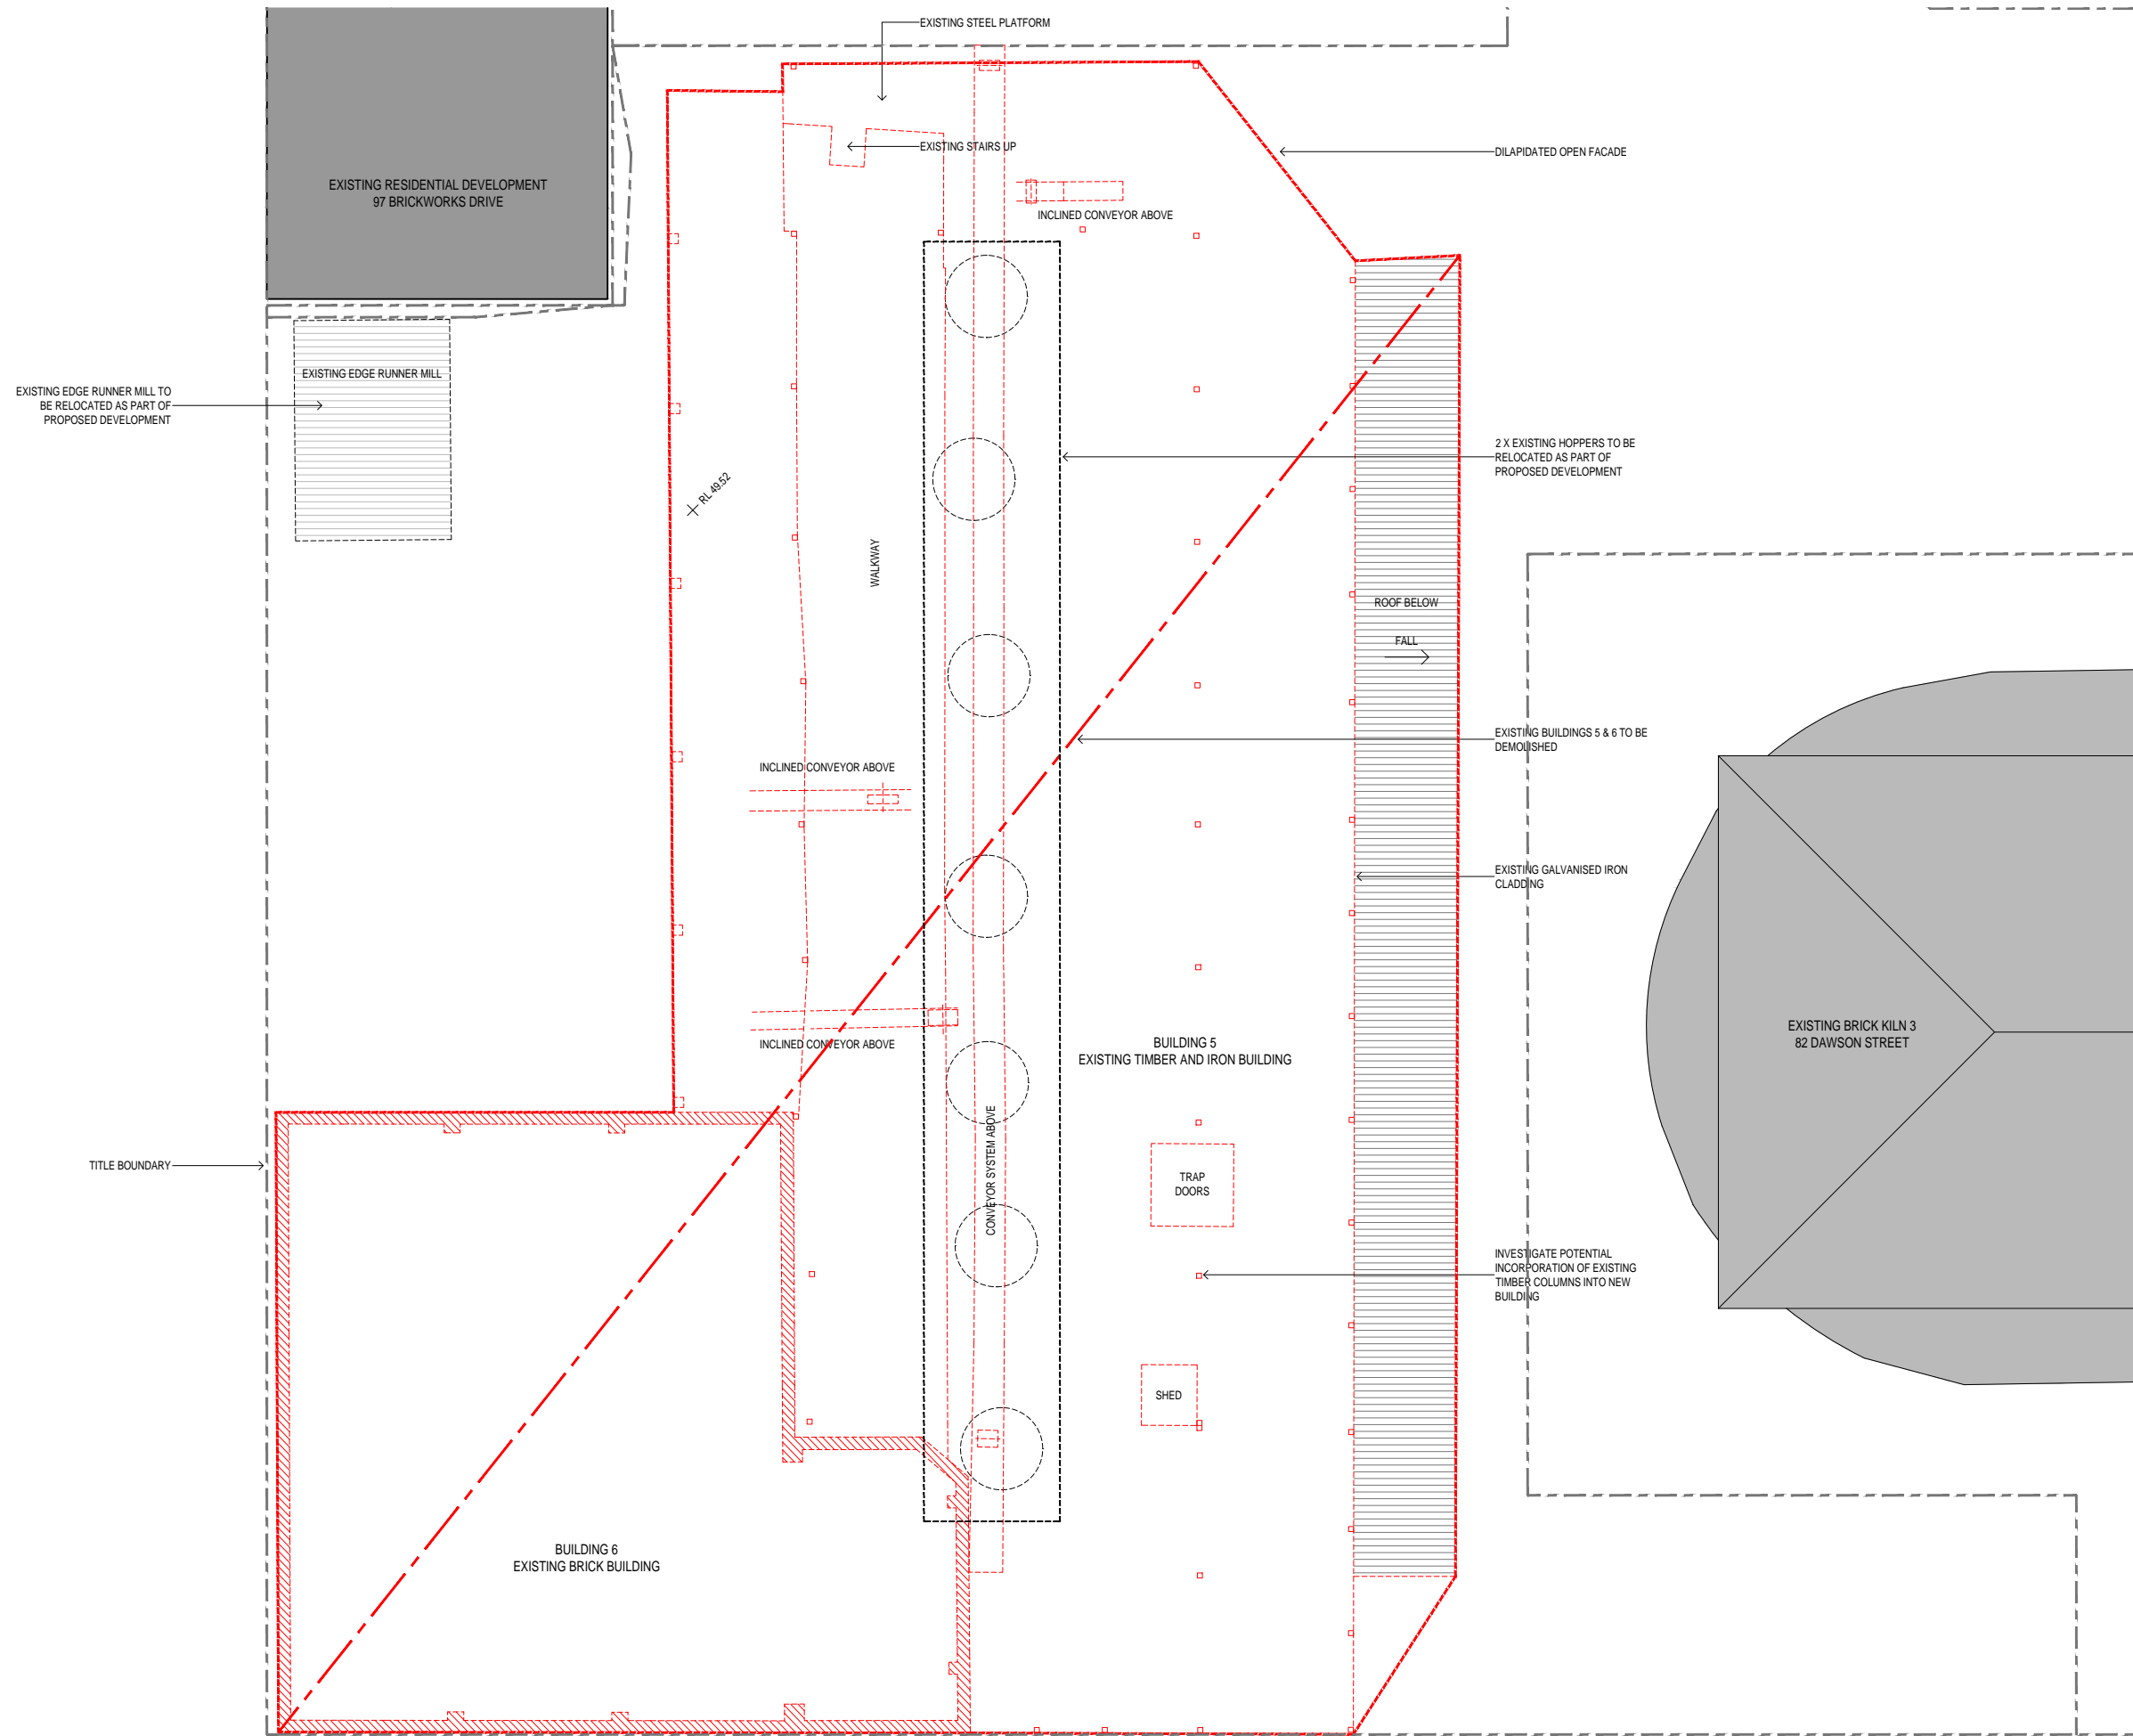 EXISTING STEEL PLATFORM
EXISTING STAIRS UP
DILAPIDATED OPEN FACADE
EXISTING RESIDENTIAL DEVELOPMENT
97 BRICKWORKS DRIVE
INCLINED CONVEYOR ABOVE
EXISTING EDGE RUNNER MILL
EXISTING EDGE RUNNER MILL TO
BE RELOCATED AS PART OF
PROPOSED DEVELOPMENT
2 X EXISTING HOPPERS TO BE
RELOCATED AS PART OF
PROPOSED DEVELOPMENT
RL 49.52
WALKWAY
ROOF BELOW
FALL
EXISTING BUILDINGS 5 & 6 TO BE
DEMOLISHED
INCLINED CONVEYOR ABOVE
EXISTING GALVANISED IRON
CLADDING
EXISTING BRICK KILN 3
82 DAWSON STREET
INCLINED CONVEYOR ABOVE
BUILDING 5
EXISTING TIMBER AND IRON BUILDING
CONVEYOR SYSTEM ABOVE
TITLE BOUNDARY
TRAP
DOORS
INVESTIGATE POTENTIAL
INCORPORATION OF EXISTING
TIMBER COLUMNS INTO NEW
BUILDING
SHED
BUILDING 6
EXISTING BRICK BUILDING